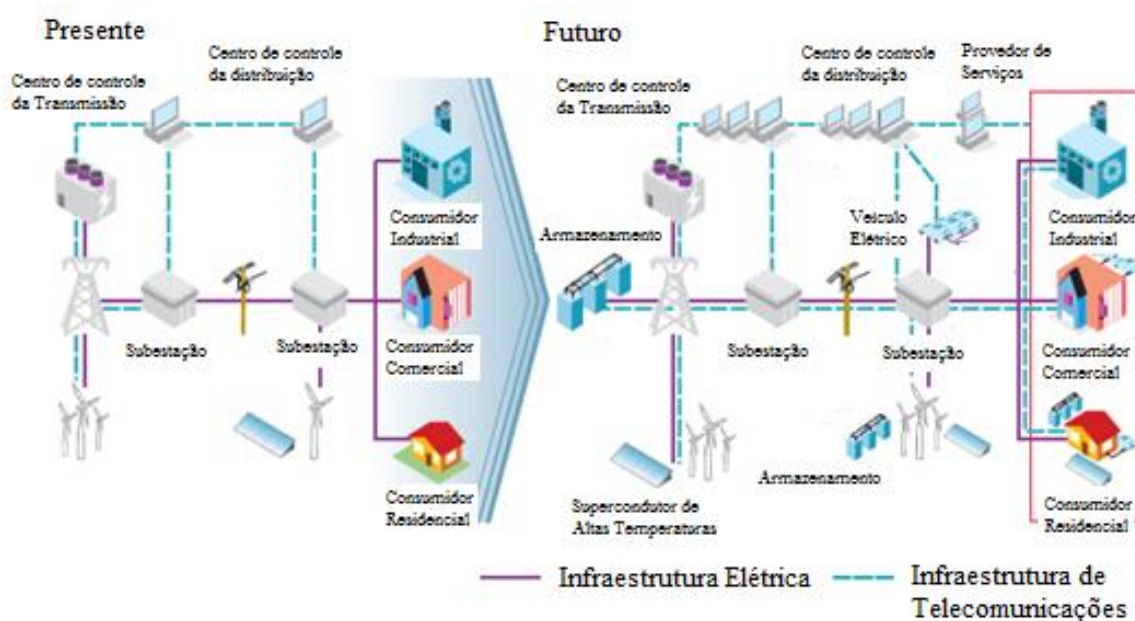 Presente
Centro de controle
da distribuição
Centro de controle
da Transmissão
Subestação
Subestação
Consumidor
Industrial
Consumidor
Comercial
Consumidor
Residencial
Futuro
Centro de controle
da Transmissão
Centro de controle
da distribuição
Provedor de
Serviços
Armazenamento
Veículo
Elétrico
Subestação
Subestação
Supercondutor de
Altas Temperaturas
Armazenamento
Consumidor
Industrial
Consumidor
Comercial
Consumidor
Residencial
Infraestrutura Elétrica
Infraestrutura de
Telecomunicações